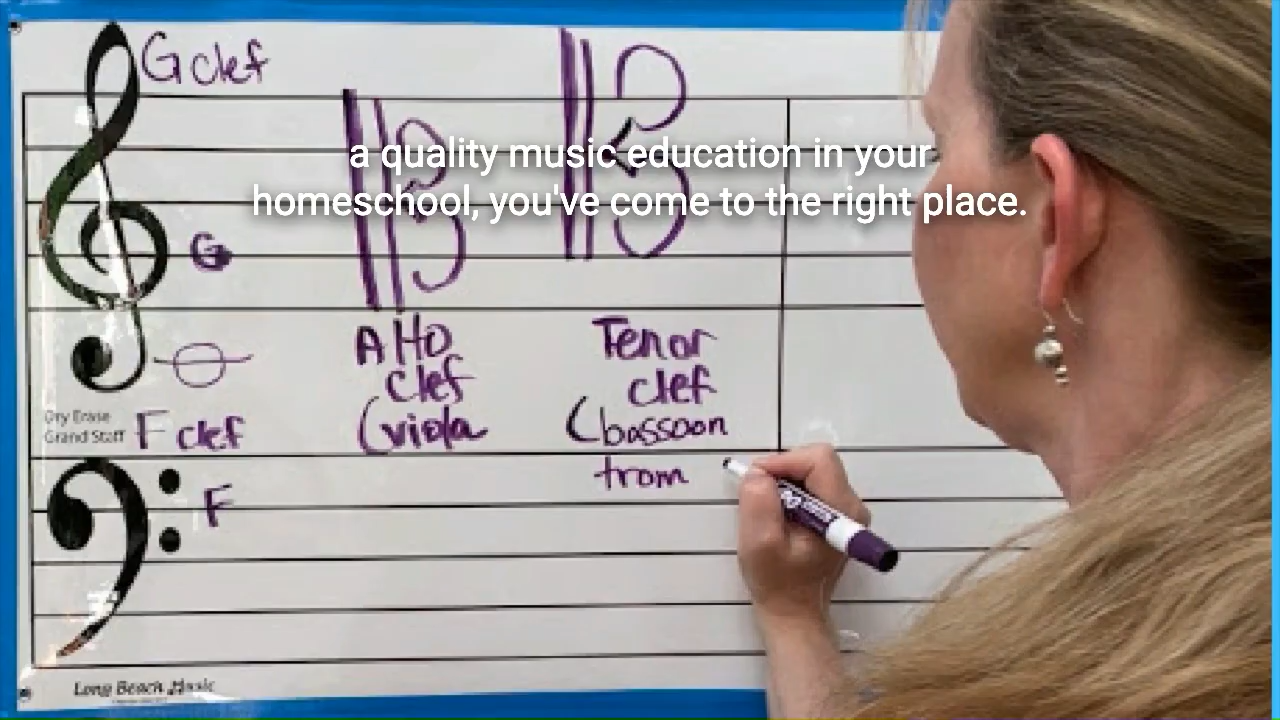 G clef
a quality music education in your
homeschool, you've come to the right place.
G
Alto
clef
(viola
Tenor
clef
(bassoon
trom
Dry Erase
Grand Staff
F clef
F
Long Beach Music